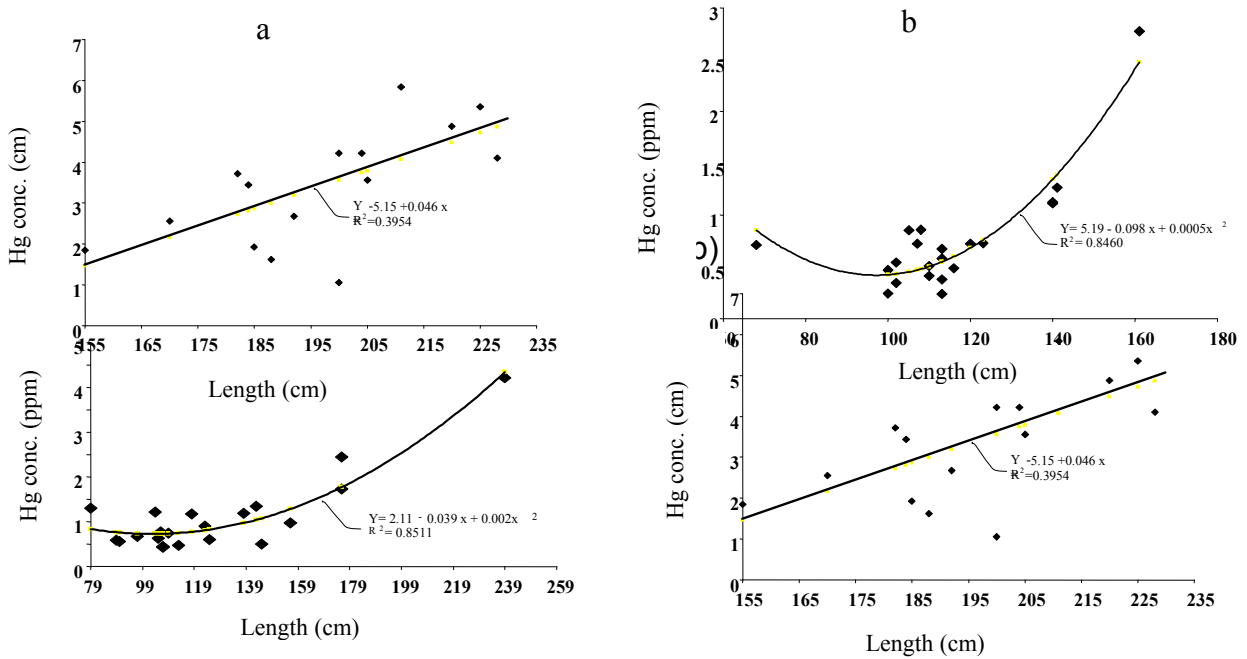 a
7
6
5
4
3
2
1
0
Hg conc. (cm)
Y -5.15 +0.046 x
R²=0.3954
155 165 175 185 195 205 215 225 235
Length (cm)
b
3
2.5
2
1.5
1
0.5
0
Hg conc. (ppm)
Y= 5.19 - 0.098 x + 0.0005x ²
R²= 0.8460
80 100 120 140 160 180
Length (cm)
5
4
3
2
1
0
Hg conc. (ppm)
Y= 2.11 - 0.039 x + 0.002x ²
R²= 0.8511
79 99 119 139 159 179 199 219 239 259
Length (cm)
7
6
5
4
3
2
1
0
Hg conc. (cm)
Y -5.15 +0.046 x
R²=0.3954
155 165 175 185 195 205 215 225 235
Length (cm)